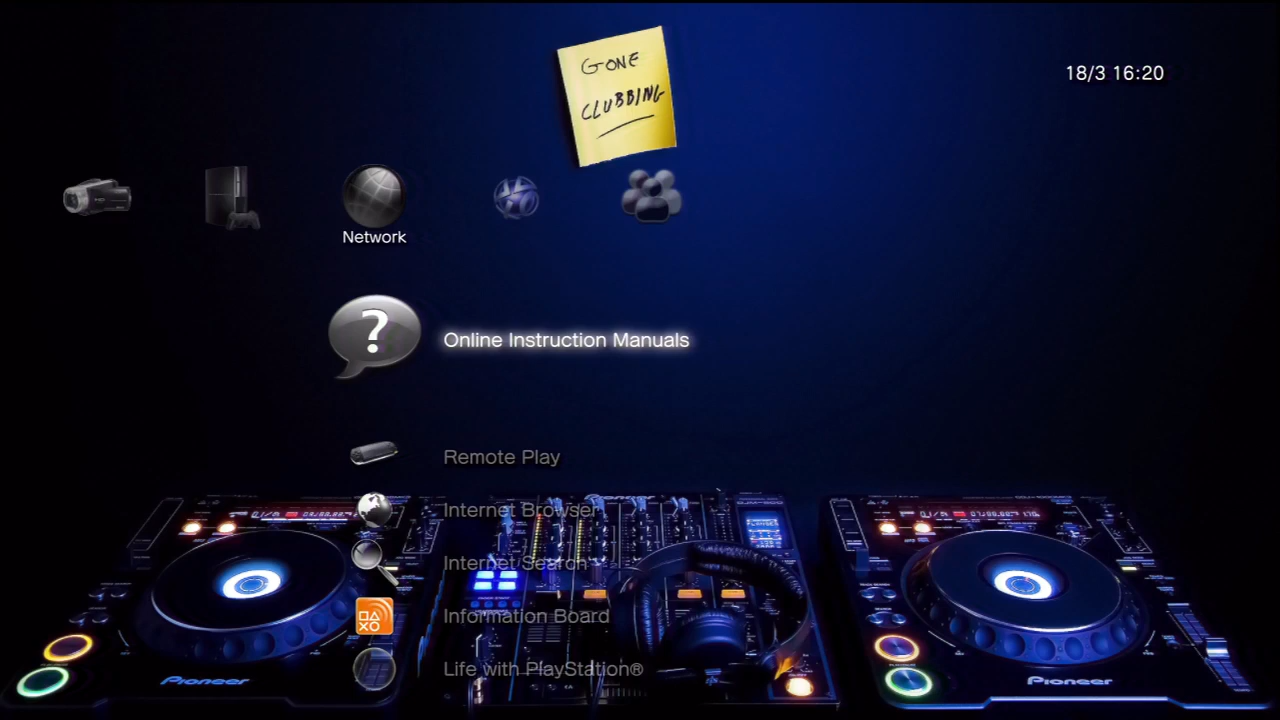 GONE
CLUBBING
18/3 16:20
Network
Online Instruction Manuals
Remote Play
Internet Browser
Internet Search
Information Board
Life with PlayStation®
Pioneer
Pioneer
Pioneer